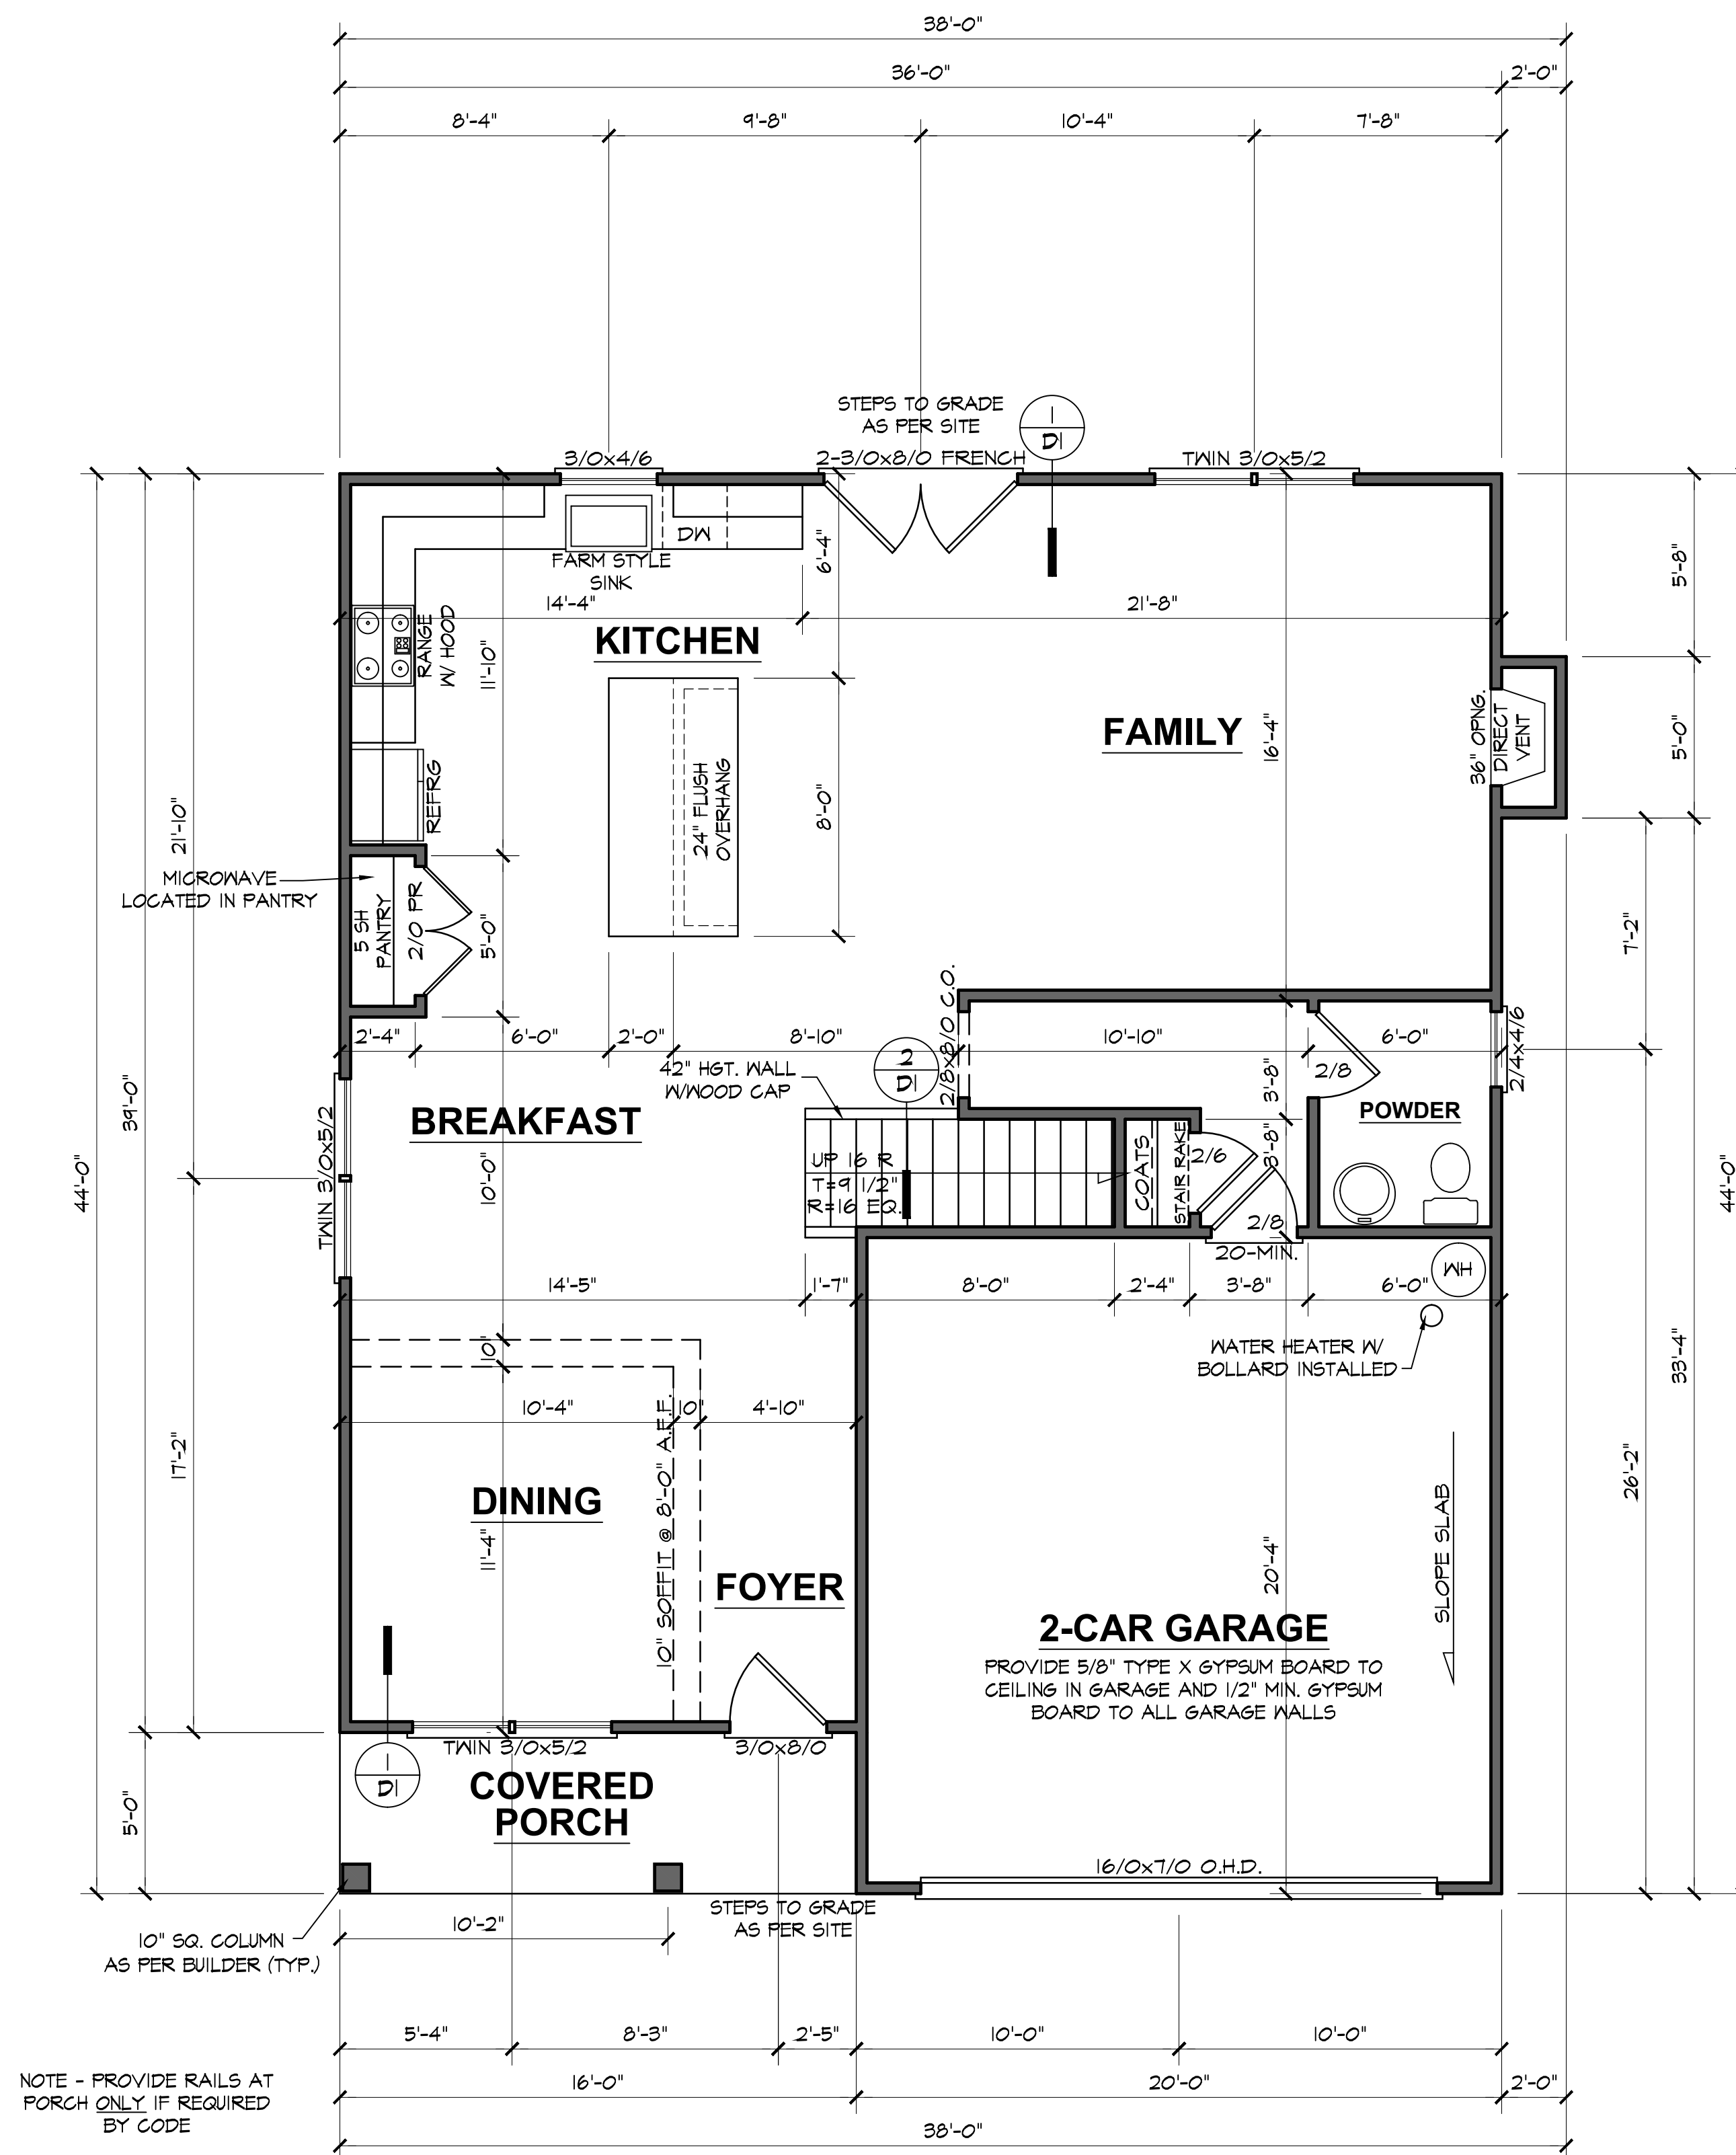 38'-0"
36'-0"
2'-0"
8'-4"
9'-8"
10'-4"
7'-8"
STEPS TO GRADE
AS PER SITE
1
D1
3/0x4/6
2-3/0x8/0 FRENCH
TWIN 3/0x5/2
DW
FARM STYLE
SINK
6'-4"
5'-8"
14'-4"
21'-8"
RANGE
W/ HOOD
KITCHEN
11'-10"
FAMILY
16'-4"
36" OPNG.
DIRECT
VENT
5'-0"
REFRG
24" FLUSH
OVERHANG
8'-0"
21'-10"
MICROWAVE
LOCATED IN PANTRY
5 SH
PANTRY
2/0 PR
5'-0"
7'-2"
2/8x8/0 C.O.
2'-4"
6'-0"
2'-0"
8'-10"
10'-10"
6'-0"
2/4x4/6
42" HGT. WALL
W/WOOD CAP
2
D1
3'-8"
2/8
39'-0"
BREAKFAST
POWDER
TWIN 3/0x5/2
10'-0"
UP 16 R
T=9 1/2"
R=16 EQ.
COATS
STAIR RAKE
2/6
3'-8"
44'-0"
44'-0"
2/8
20-MIN.
WH
14'-5"
1'-7"
8'-0"
2'-4"
3'-8"
6'-0"
10"
WATER HEATER W/
BOLLARD INSTALLED
33'-4"
10'-4"
10"
4'-10"
17'-2"
26'-2"
DINING
11'-4"
10" SOFFIT @ 8'-0" A.F.F.
FOYER
20'-4"
SLOPE SLAB
2-CAR GARAGE
PROVIDE 5/8" TYPE X GYPSUM BOARD TO
CEILING IN GARAGE AND 1/2" MIN. GYPSUM
BOARD TO ALL GARAGE WALLS
TWIN 3/0x5/2
3/0x8/0
1
D1
COVERED
PORCH
5'-0"
16/0x7/0 O.H.D.
STEPS TO GRADE
AS PER SITE
10'-2"
10" SQ. COLUMN
AS PER BUILDER (TYP.)
5'-4"
8'-3"
2'-5"
10'-0"
10'-0"
NOTE - PROVIDE RAILS AT
PORCH ONLY IF REQUIRED
BY CODE
16'-0"
20'-0"
2'-0"
38'-0"